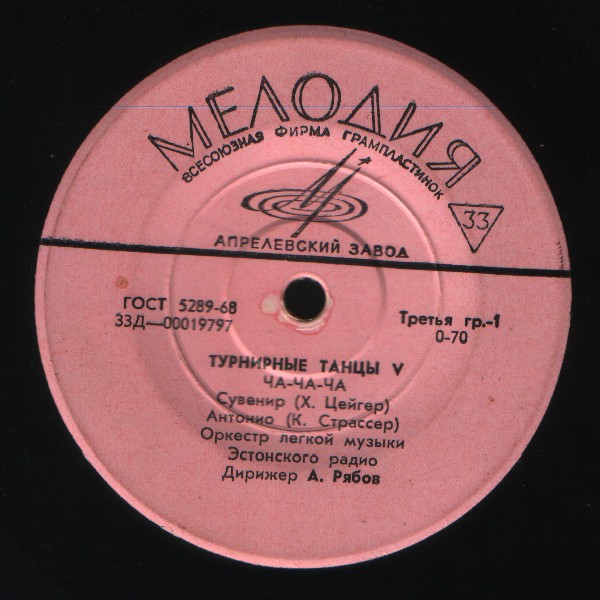 МЕЛОДИЯ
ВСЕСОЮЗНАЯ ФИРМА ГРАМПЛАСТИНОК
33
АПРЕЛЕВСКИЙ ЗАВОД
ГОСТ 5289-68
33Д—00019797
Третья гр.-1
0-70
ТУРНИРНЫЕ ТАНЦЫ V
ЧА-ЧА-ЧА
Сувенир (Х. Цейгер)
Антонио (К. Страссер)
Оркестр легкой музыки
Эстонского радио
Дирижер А. Рябов